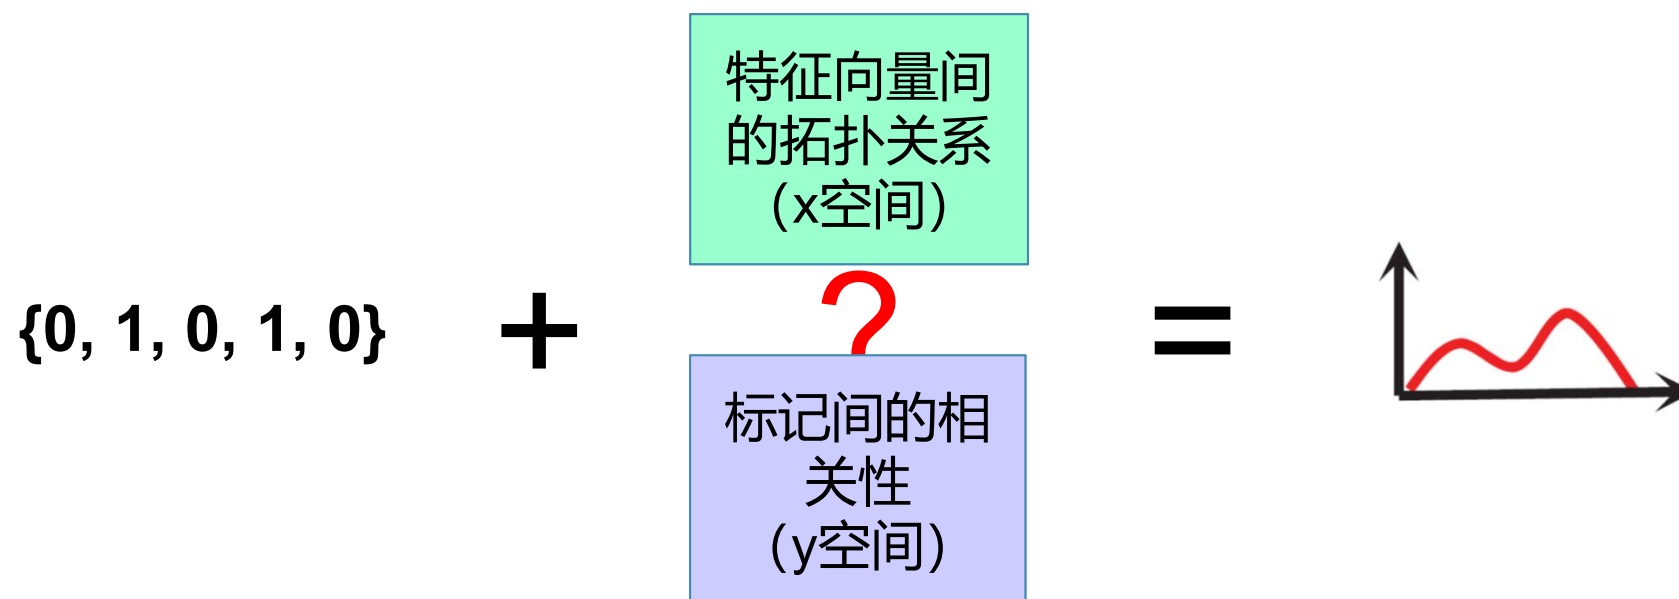 特征向量间
的拓扑关系
(x空间)
{0, 1, 0, 1, 0}
+
?
=
标记间的相
关性
(y空间)